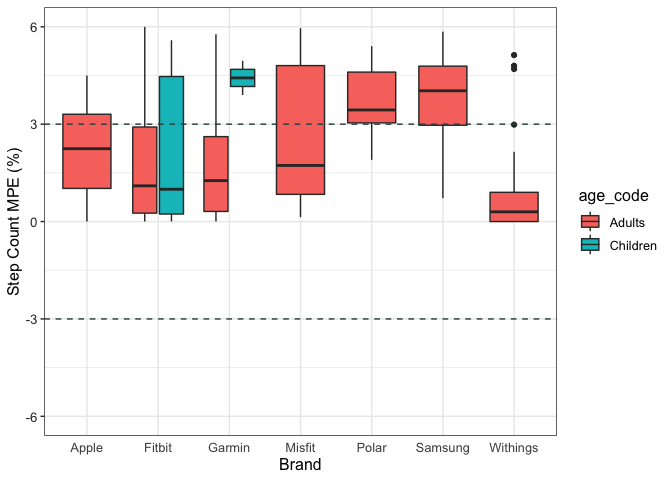 Step Count MPE (%)
6
3
0
-3
-6
Apple Fitbit Garmin Misfit Polar Samsung Withings
Brand
age_code
Adults
Children